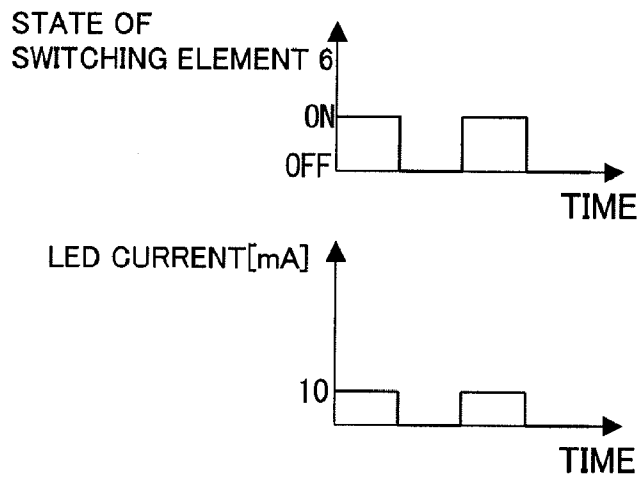 STATE OF
SWITCHING ELEMENT 6
ON
OFF
TIME
LED CURRENT[mA]
10
TIME